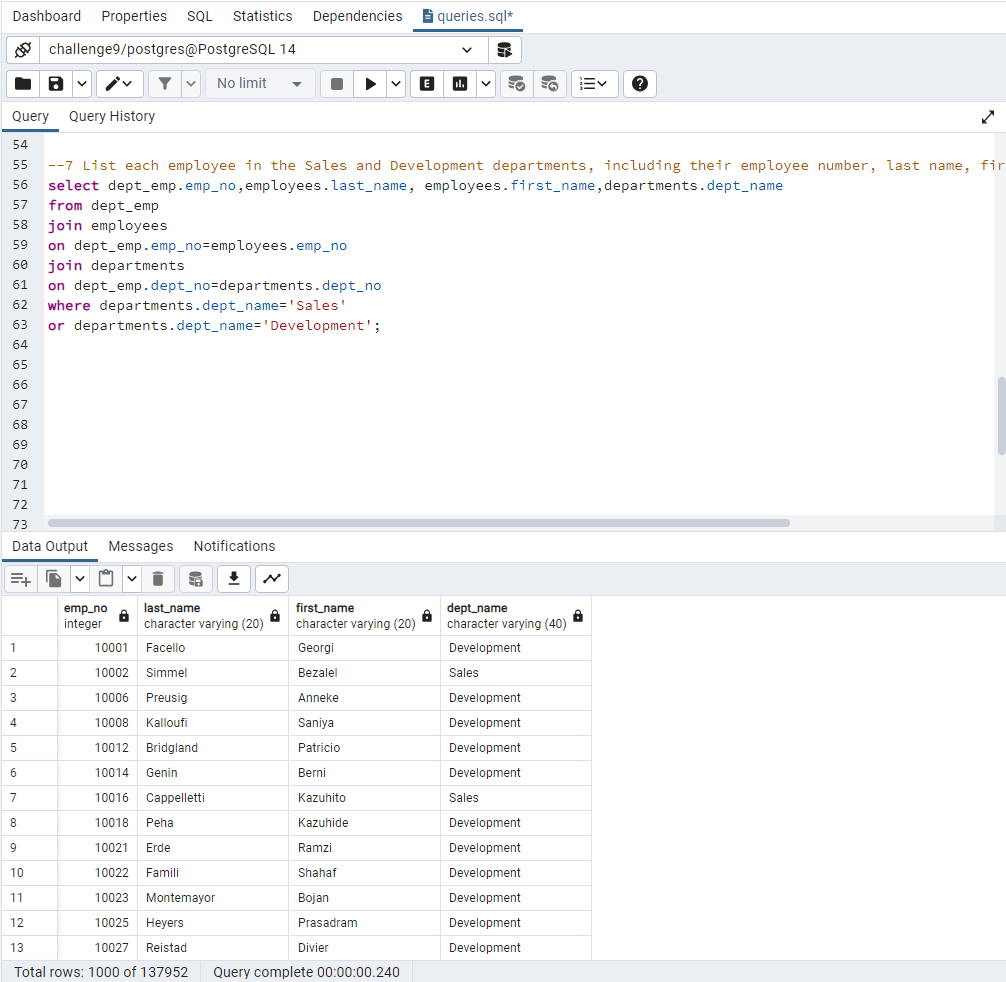 Dashboard Properties SQL Statistics Dependencies queries.sql*
challenge9/postgres@PostgreSQL 14
No limit
E
?
Query Query History
54
55 --7 List each employee in the Sales and Development departments, including their employee number, last name, fir
56 select dept_emp.emp_no,employees.last_name, employees.first_name,departments.dept_name
57 from dept_emp
58 join employees
59 on dept_emp.emp_no=employees.emp_no
60 join departments
61 on dept_emp.dept_no=departments.dept_no
62 where departments.dept_name='Sales'
63 or departments.dept_name='Development';
64
65
66
67
68
69
70
71
72
73
Data Output Messages Notifications
emp_no last_name first_name dept_name
integer character varying (20) character varying (20) character varying (40)
1 10001 Facello Georgi Development
2 10002 Simmel Bezalel Sales
3 10006 Preusig Anneke Development
4 10008 Kalloufi Saniya Development
5 10012 Bridgland Patricio Development
6 10014 Genin Berni Development
7 10016 Cappelletti Kazuhito Sales
8 10018 Peha Kazuhide Development
9 10021 Erde Ramzi Development
10 10022 Famili Shahaf Development
11 10023 Montemayor Bojan Development
12 10025 Heyers Prasadram Development
13 10027 Reistad Divier Development
Total rows: 1000 of 137952 Query complete 00:00:00.240